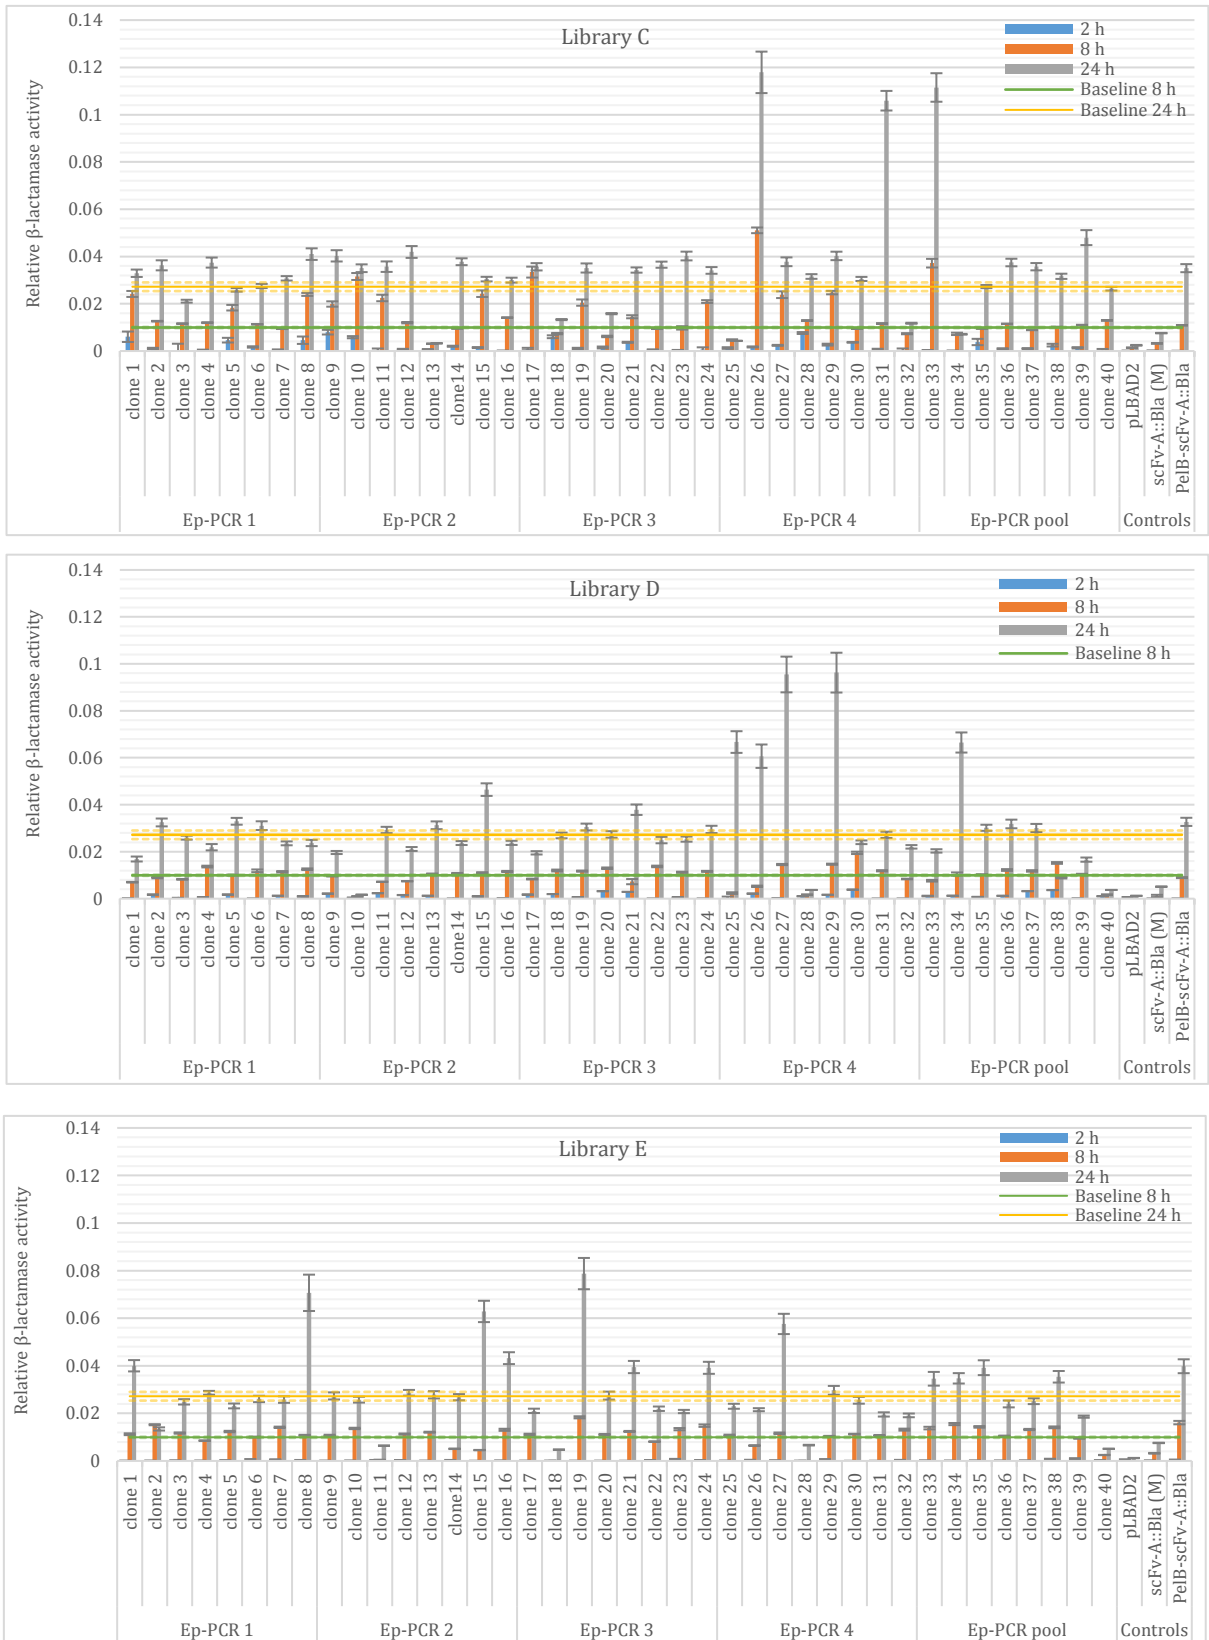 Library C
2 h
8 h
24 h
Baseline 8 h
Baseline 24 h
Relative β-lactamase activity
0.14
0.12
0.1
0.08
0.06
0.04
0.02
0
clone 1
clone 2
clone 3
clone 4
clone 5
clone 6
clone 7
clone 8
clone 9
clone 10
clone 11
clone 12
clone 13
clone14
clone 15
clone 16
clone 17
clone 18
clone 19
clone 20
clone 21
clone 22
clone 23
clone 24
clone 25
clone 26
clone 27
clone 28
clone 29
clone 30
clone 31
clone 32
clone 33
clone 34
clone 35
clone 36
clone 37
clone 38
clone 39
clone 40
pLBAD2
scFv-A::Bla (M)
PelB-scFv-A::Bla
Ep-PCR 1
Ep-PCR 2
Ep-PCR 3
Ep-PCR 4
Ep-PCR pool
Controls
Library D
2 h
8 h
24 h
Baseline 8 h
Relative β-lactamase activity
0.14
0.12
0.1
0.08
0.06
0.04
0.02
0
clone 1
clone 2
clone 3
clone 4
clone 5
clone 6
clone 7
clone 8
clone 9
clone 10
clone 11
clone 12
clone 13
clone14
clone 15
clone 16
clone 17
clone 18
clone 19
clone 20
clone 21
clone 22
clone 23
clone 24
clone 25
clone 26
clone 27
clone 28
clone 29
clone 30
clone 31
clone 32
clone 33
clone 34
clone 35
clone 36
clone 37
clone 38
clone 39
clone 40
pLBAD2
scFv-A::Bla (M)
PelB-scFv-A::Bla
Ep-PCR 1
Ep-PCR 2
Ep-PCR 3
Ep-PCR 4
Ep-PCR pool
Controls
Library E
2 h
8 h
24 h
Baseline 8 h
Baseline 24 h
Relative β-lactamase activity
0.14
0.12
0.1
0.08
0.06
0.04
0.02
0
clone 1
clone 2
clone 3
clone 4
clone 5
clone 6
clone 7
clone 8
clone 9
clone 10
clone 11
clone 12
clone 13
clone14
clone 15
clone 16
clone 17
clone 18
clone 19
clone 20
clone 21
clone 22
clone 23
clone 24
clone 25
clone 26
clone 27
clone 28
clone 29
clone 30
clone 31
clone 32
clone 33
clone 34
clone 35
clone 36
clone 37
clone 38
clone 39
clone 40
pLBAD2
scFv-A::Bla (M)
PelB-scFv-A::Bla
Ep-PCR 1
Ep-PCR 2
Ep-PCR 3
Ep-PCR 4
Ep-PCR pool
Controls